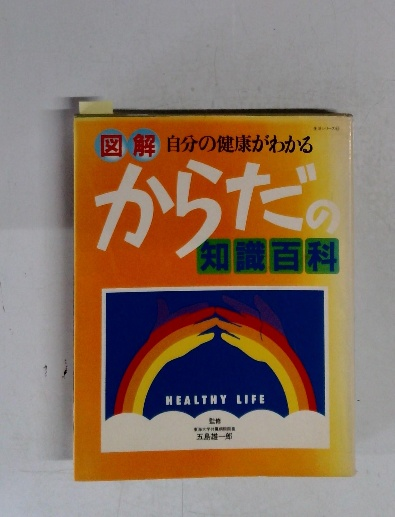 図解 自分の健康がわかる
からだの
知識百科
HEALTHY LIFE
監修
五島雄一郎